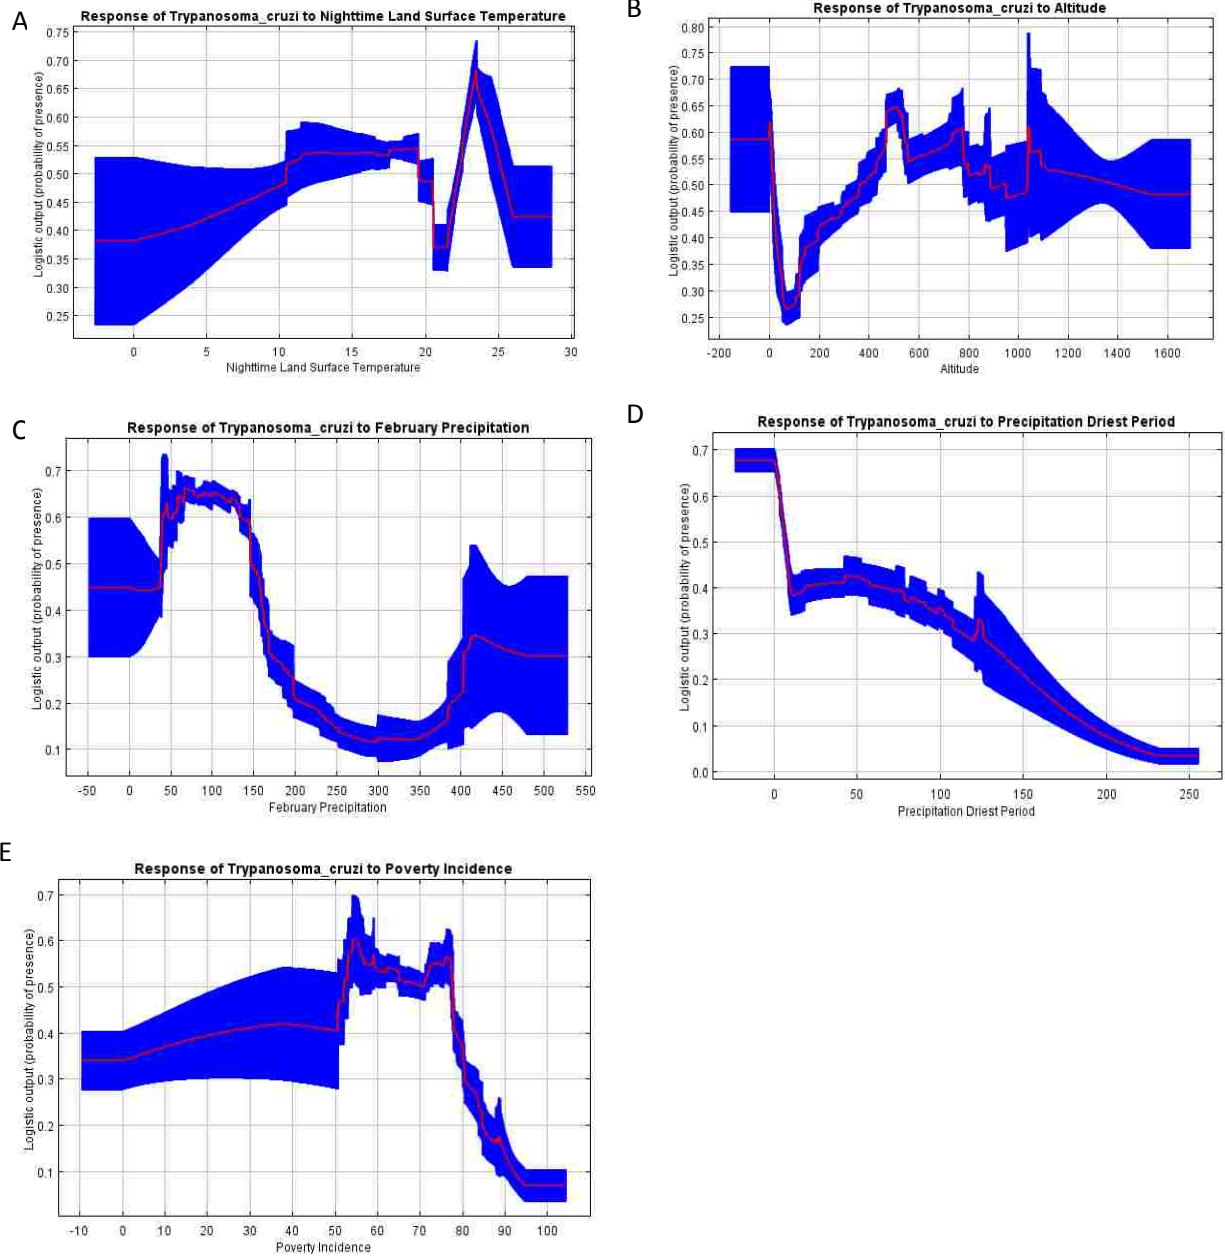 A
Response of Trypanosoma_cruzi to Nighttime Land Surface Temperature
Logistic output (probability of presence)
0.75
0.70
0.65
0.60
0.55
0.50
0.45
0.40
0.35
0.30
0.25
0 5 10 15 20 25 30
Nighttime Land Surface Temperature
B
Response of Trypanosoma_cruzi to Altitude
Logistic output (probability of presence)
0.80
0.75
0.70
0.65
0.60
0.55
0.50
0.45
0.40
0.35
0.30
0.25
-200 0 200 400 600 800 1000 1200 1400 1600
Altitude
C
Response of Trypanosoma_cruzi to February Precipitation
Logistic output (probability of presence)
0.7
0.6
0.5
0.4
0.3
0.2
0.1
-50 0 50 100 150 200 250 300 350 400 450 500 550
February Precipitation
D
Response of Trypanosoma_cruzi to Precipitation Driest Period
Logistic output (probability of presence)
0.7
0.6
0.5
0.4
0.3
0.2
0.1
0.0
0 50 100 150 200 250
Precipitation Driest Period
E
Response of Trypanosoma_cruzi to Poverty Incidence
Logistic output (probability of presence)
0.7
0.6
0.5
0.4
0.3
0.2
0.1
-10 0 10 20 30 40 50 60 70 80 90 100
Poverty Incidence